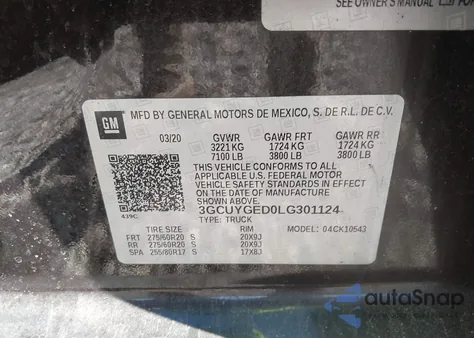 SEE OWNER'S MANUAL
GM
MFD BY GENERAL MOTORS DE MEXICO, S. DE R.L. DE C.V.
03/20 GVWR GAWR FRT GAWR RR
3221 KG 1724 KG 1724 KG
7100 LB 3800 LB 3800 LB
THIS VEHICLE CONFORMS TO ALL
APPLICABLE U.S. FEDERAL MOTOR
VEHICLE SAFETY STANDARDS IN EFFECT
ON THE DATE OF MANUFACTURE
SHOWN ABOVE.
439C 3GCUYGED0LG301124
TYPE: TRUCK
TIRE SIZE RIM MODEL: 04CK10543
FRT 275/60R20 S 20X9J
RR 275/60R20 S 20X9J
SPA 255/80R17 S 17X8J
autoSnap